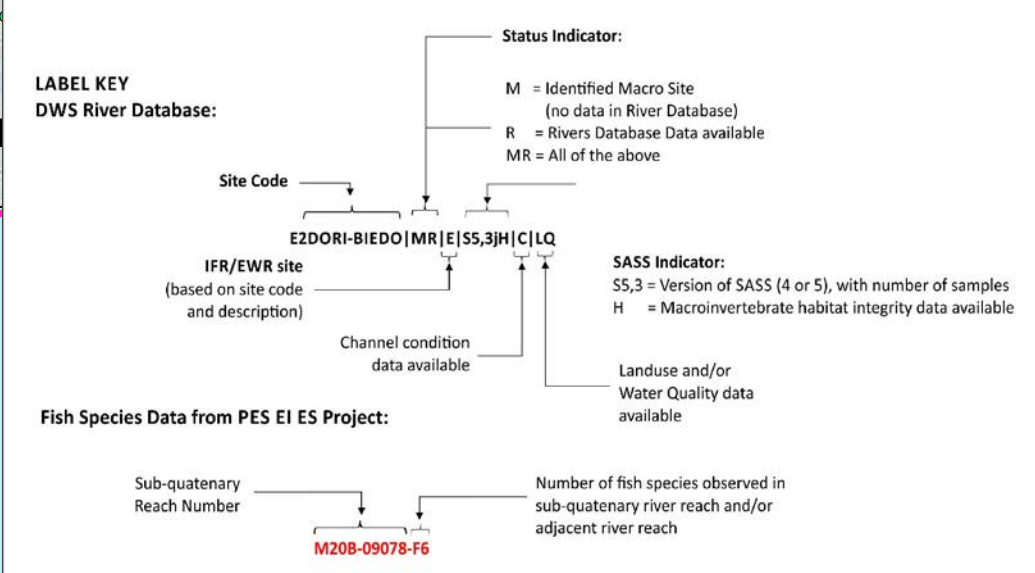 Status Indicator:
LABEL KEY
DWS River Database:
M = Identified Macro Site
(no data in River Database)
R = Rivers Database Data available
MR = All of the above
Site Code
E2DORI-BIEDO|MR|E|S5,3jH|C|LQ
IFR/EWR site
(based on site code
and description)
SASS Indicator:
S5,3 = Version of SASS (4 or 5), with number of samples
H = Macroinvertebrate habitat integrity data available
Channel condition
data available
Landuse and/or
Water Quality data
available
Fish Species Data from PES EI ES Project:
Sub-quatenary
Reach Number
Number of fish species observed in
sub-quatenary river reach and/or
adjacent river reach
M20B-09078-F6